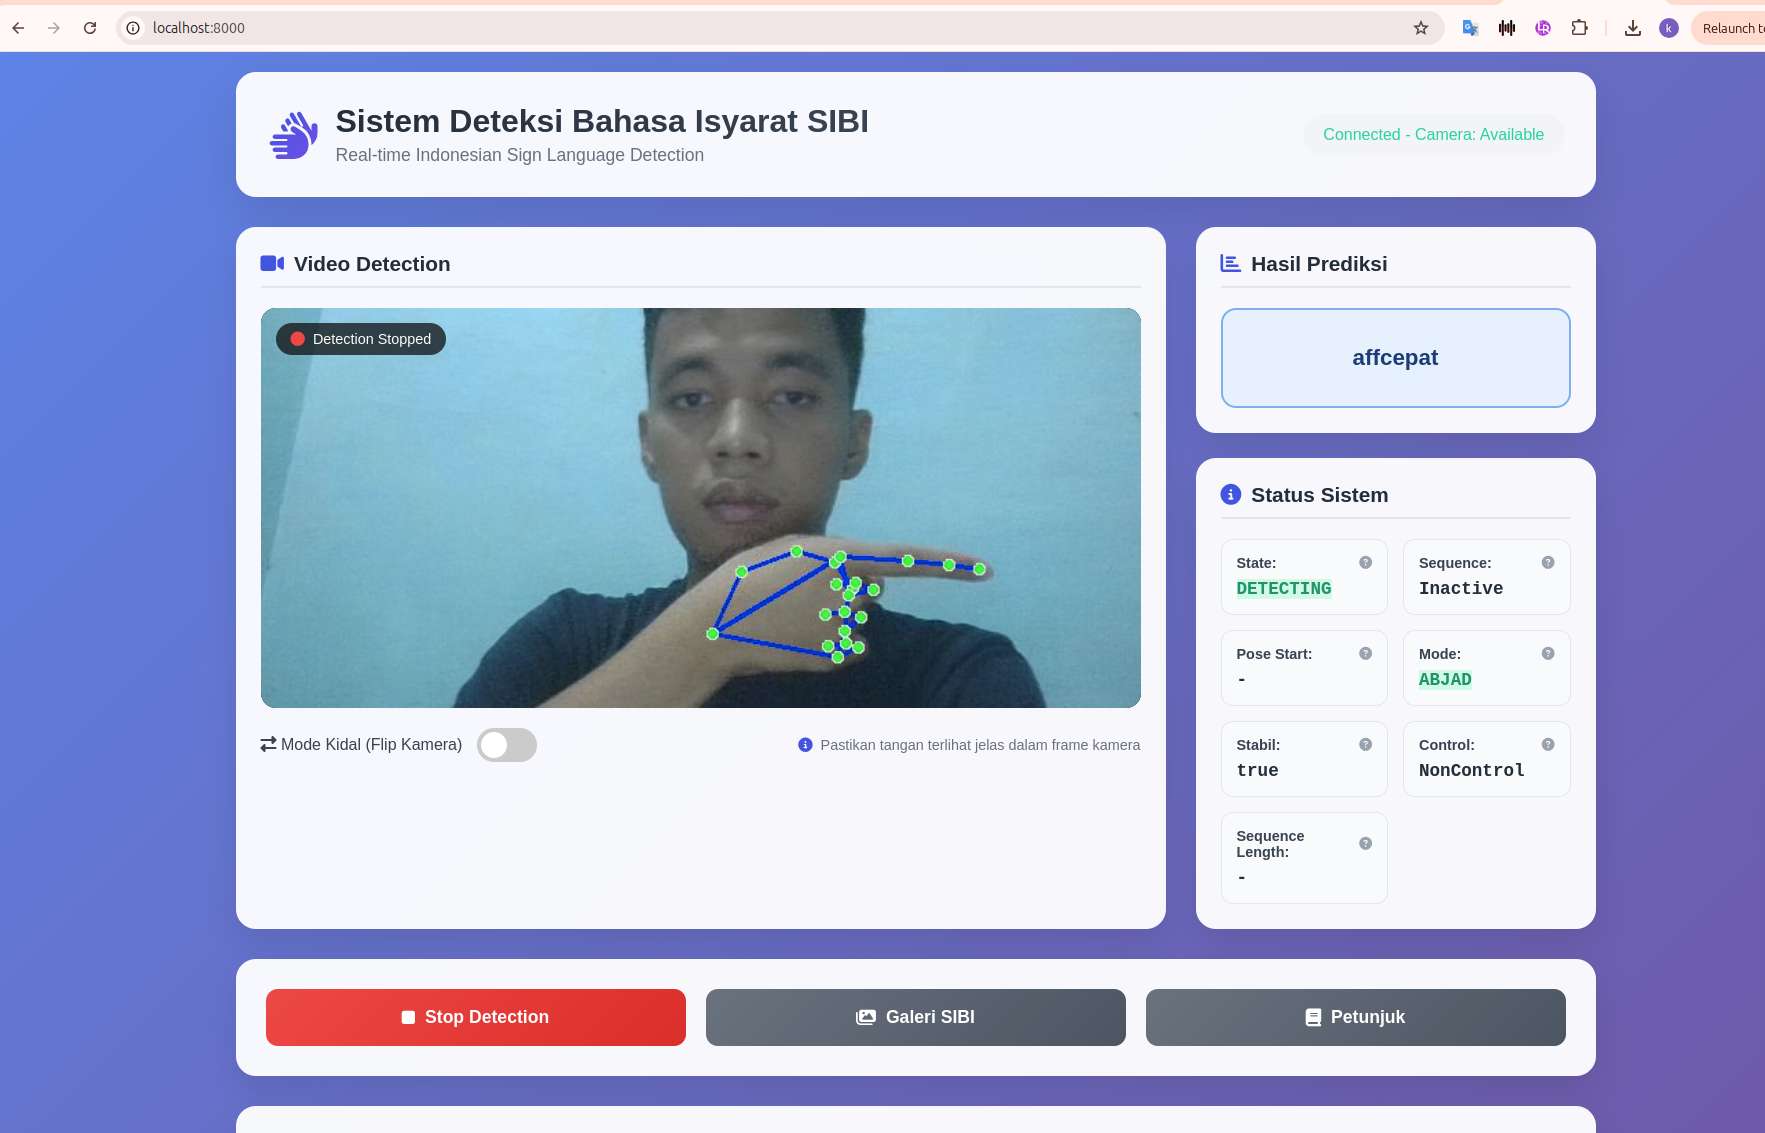 localhost:8000
Relaunch to
Sistem Deteksi Bahasa Isyarat SIBI
Real-time Indonesian Sign Language Detection
Connected - Camera: Available
Video Detection
Detection Stopped
Mode Kidal (Flip Kamera)
Pastikan tangan terlihat jelas dalam frame kamera
Hasil Prediksi
affcepat
Status Sistem
State:
DETECTING
Sequence:
Inactive
Pose Start:
-
Mode:
ABJAD
Stabil:
true
Control:
NonControl
Sequence
Length:
-
Stop Detection
Galeri SIBI
Petunjuk